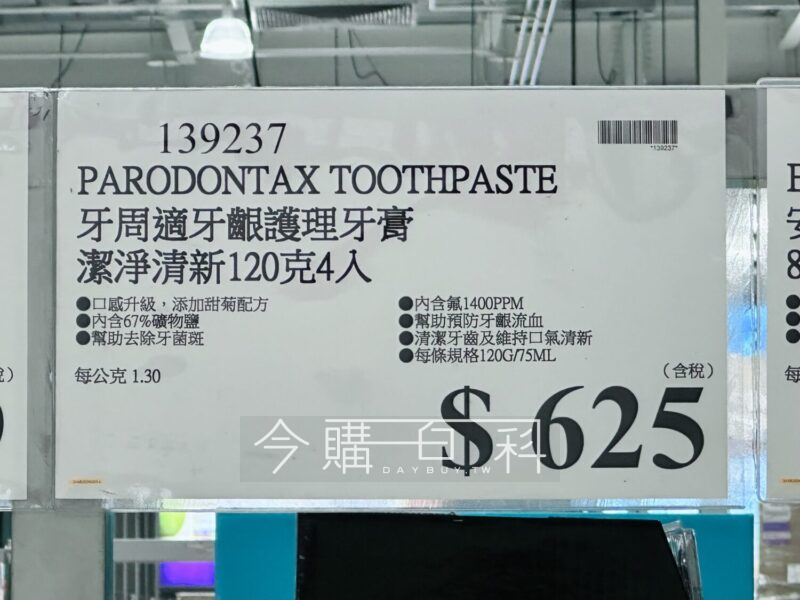 139237
*139237*
PARODONTAX TOOTHPASTE
牙周適牙齦護理牙膏
潔淨清新120克4入
●口感升級，添加甜菊配方
●內含67%礦物鹽
●幫助去除牙菌斑
●內含氟1400PPM
●幫助預防牙齦流血
●清潔牙齒及維持口氣清新
●每條規格120G/75ML
每公克 1.30
（含稅）
$ 625
今購百科
DAYBUY.TW